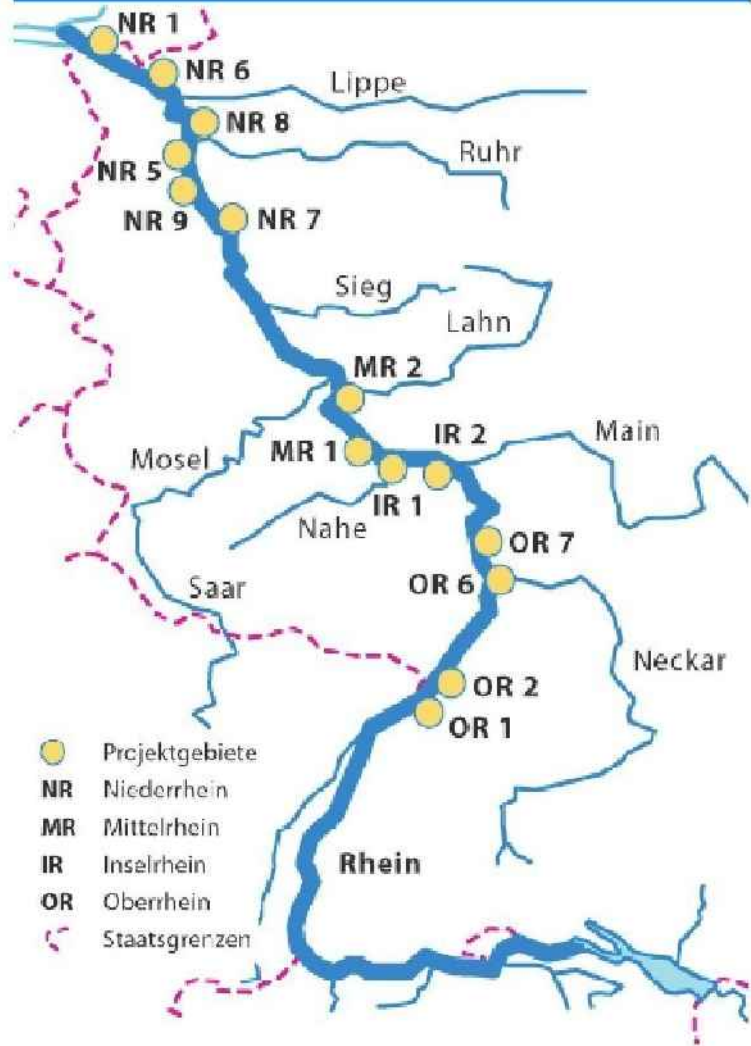 NR 1
NR 6
Lippe
NR 8
Ruhr
NR 5
NR 9
NR 7
Sieg
Lahn
MR 2
IR 2
Main
MR 1
Mosel
IR 1
Nahe
OR 7
OR 6
Saar
Neckar
OR 2
OR 1
Projektgebiete
NR Niederrhein
MR Mittelrhein
IR Inselrhein
Rhein
OR Oberrhein
Staatsgrenzen